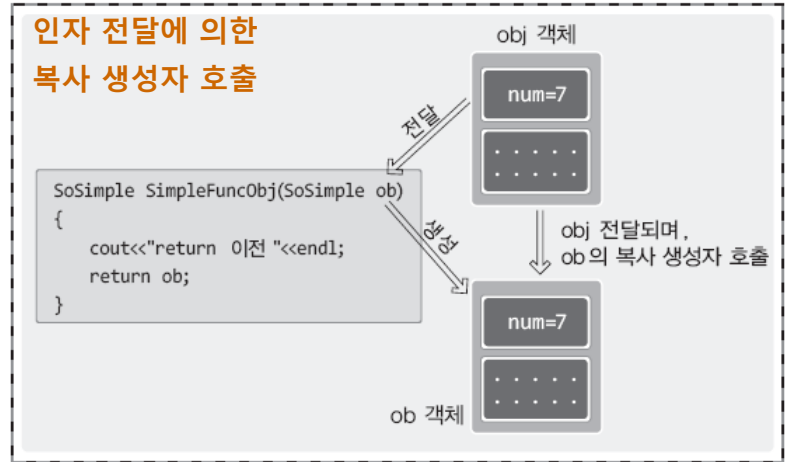 인자 전달에 의한
복사 생성자 호출
obj 객체
num=7
. . . . .
. . . . .
전달
SoSimple SimpleFuncObj(SoSimple ob)
{
cout<<"return 이전 "<<endl;
return ob;
}
생성
obj 전달되며,
ob의 복사 생성자 호출
num=7
. . . . .
. . . . .
ob 객체